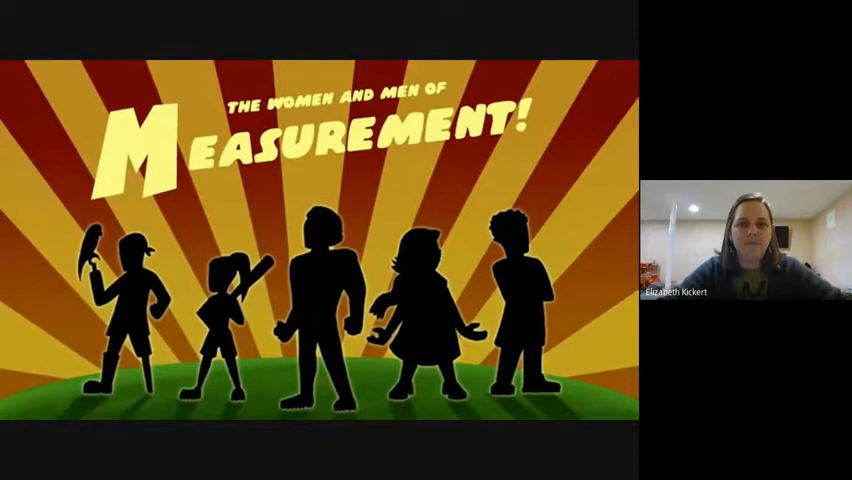 THE WOMEN AND MEN OF
MEASUREMENT!
Elizabeth Kickert